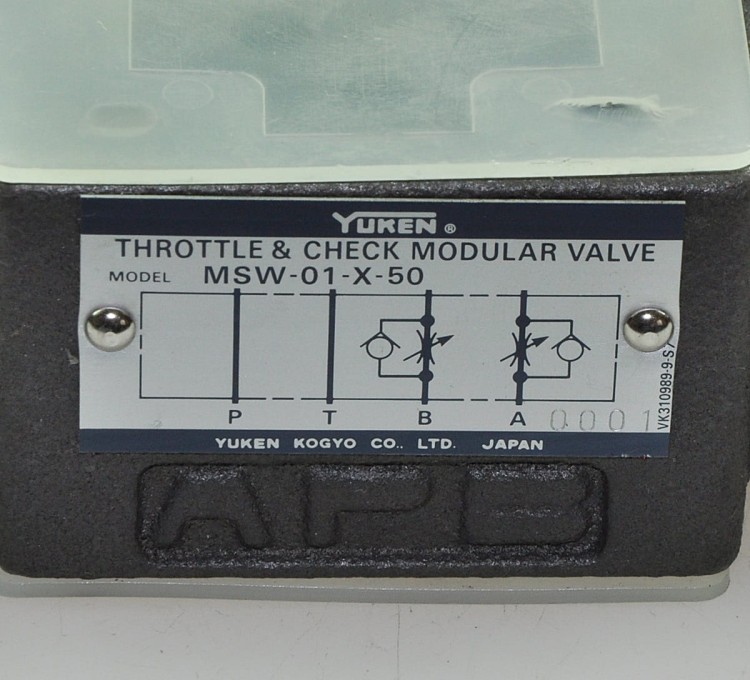 YUKEN ®
THROTTLE & CHECK MODULAR VALVE
MODEL MSW-01-X-50
P T B A 0001
VK310989-9-S7
YUKEN KOGYO CO., LTD. JAPAN
APB